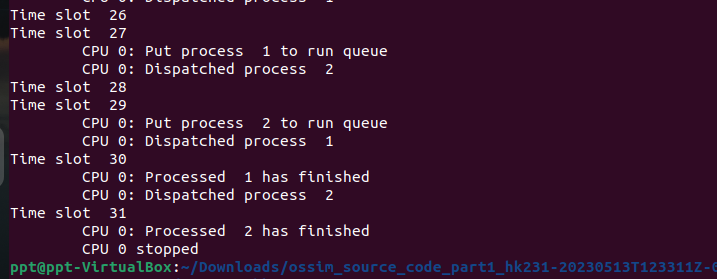 CPU 0: Dispatched process 1
Time slot 26
Time slot 27
CPU 0: Put process 1 to run queue
CPU 0: Dispatched process 2
Time slot 28
Time slot 29
CPU 0: Put process 2 to run queue
CPU 0: Dispatched process 1
Time slot 30
CPU 0: Processed 1 has finished
CPU 0: Dispatched process 2
Time slot 31
CPU 0: Processed 2 has finished
CPU 0 stopped
ppt@ppt-VirtualBox:~/Downloads/ossim_source_code_part1_hk231-20230513T123311Z-